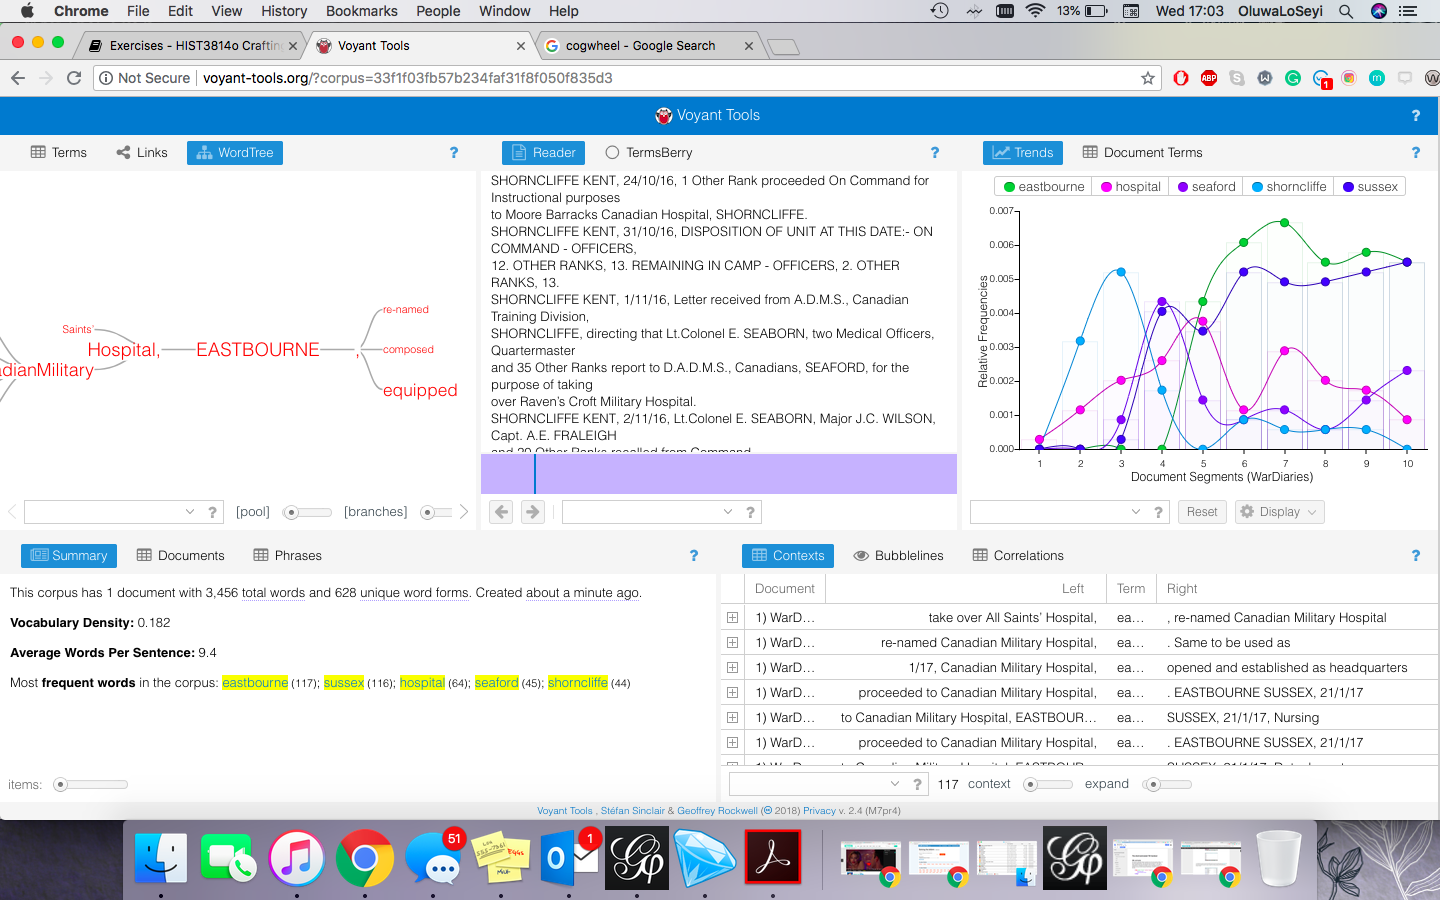 Chrome File Edit View History Bookmarks People Window Help 13% Wed 17:03 OluwaLoSeyi
Exercises - HIST3814o Crafting
Voyant Tools
cogwheel - Google Search
Not Secure voyant-tools.org/?corpus=33f1f03fb57b234faf31f8f050f835d3
ABP
1
Voyant Tools ?
Terms Links WordTree ?
Reader TermsBerry ?
Trends Document Terms ?
Saints'
Hospital, EASTBOURNE ,
adianMilitary
re-named
composed
equipped
? [pool] [branches]
SHORNCLIFFE KENT, 24/10/16, 1 Other Rank proceeded On Command for
Instructional purposes
to Moore Barracks Canadian Hospital, SHORNCLIFFE.
SHORNCLIFFE KENT, 31/10/16, DISPOSITION OF UNIT AT THIS DATE:- ON
COMMAND - OFFICERS,
12. OTHER RANKS, 13. REMAINING IN CAMP - OFFICERS, 2. OTHER
RANKS, 13.
SHORNCLIFFE KENT, 1/11/16, Letter received from A.D.M.S., Canadian
Training Division,
SHORNCLIFFE, directing that Lt.Colonel E. SEABORN, two Medical Officers,
Quartermaster
and 35 Other Ranks report to D.A.D.M.S., Canadians, SEAFORD, for the
purpose of taking
over Raven's Croft Military Hospital.
SHORNCLIFFE KENT, 2/11/16, Lt.Colonel E. SEABORN, Major J.C. WILSON,
Capt. A.E. FRALEIGH
and 20 Other Ranks recalled from Command
?
eastbourne hospital seaford shorncliffe sussex
0.007
0.006
0.005
0.004
0.003
0.002
0.001
0.000
Relative Frequencies
1 2 3 4 5 6 7 8 9 10
Document Segments (WarDiaries)
? Reset Display
Summary Documents Phrases ?
This corpus has 1 document with 3,456 total words and 628 unique word forms. Created about a minute ago.
Vocabulary Density: 0.182
Average Words Per Sentence: 9.4
Most frequent words in the corpus: eastbourne (117); sussex (116); hospital (64); seaford (45); shorncliffe (44)
items:
Contexts Bubblelines Correlations ?
Document Left Term Right
1) WarD... take over All Saints' Hospital, ea... , re-named Canadian Military Hospital
1) WarD... re-named Canadian Military Hospital, ea... . Same to be used as
1) WarD... 1/17, Canadian Military Hospital, ea... opened and established as headquarters
1) WarD... proceeded to Canadian Military Hospital, ea... . EASTBOURNE SUSSEX, 21/1/17
1) WarD... to Canadian Military Hospital, EASTBOUR... ea... SUSSEX, 21/1/17, Nursing
1) WarD... proceeded to Canadian Military Hospital, ea... . EASTBOURNE SUSSEX, 21/1/17
? 117 context expand
Voyant Tools , Stéfan Sinclair & Geoffrey Rockwell (© 2018) Privacy v. 2.4 (M7pr4)
51
1